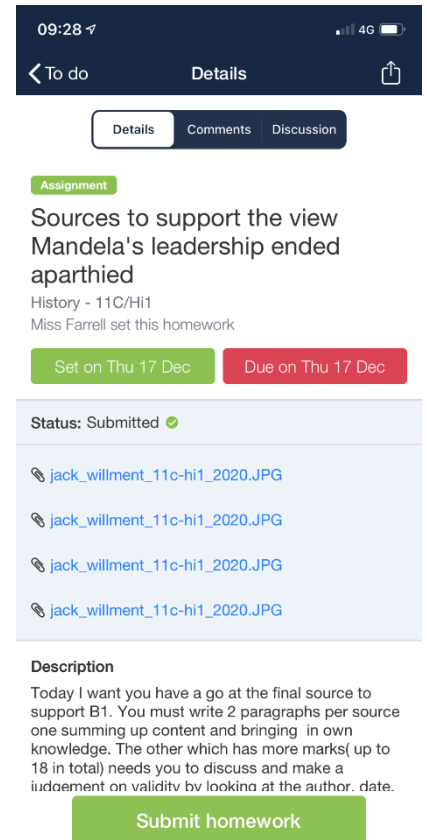 09:28
4G
To do
Details
Details
Comments
Discussion
Assignment
Sources to support the view
Mandela's leadership ended
aparthied
History - 11C/Hi1
Miss Farrell set this homework
Set on Thu 17 Dec
Due on Thu 17 Dec
Status: Submitted
jack_willment_11c-hi1_2020.JPG
jack_willment_11c-hi1_2020.JPG
jack_willment_11c-hi1_2020.JPG
jack_willment_11c-hi1_2020.JPG
Description
Today I want you have a go at the final source to
support B1. You must write 2 paragraphs per source
one summing up content and bringing  in own
knowledge. The other which has more marks( up to
18 in total) needs you to discuss and make a
judgement on validity by looking at the author, date,
Submit homework